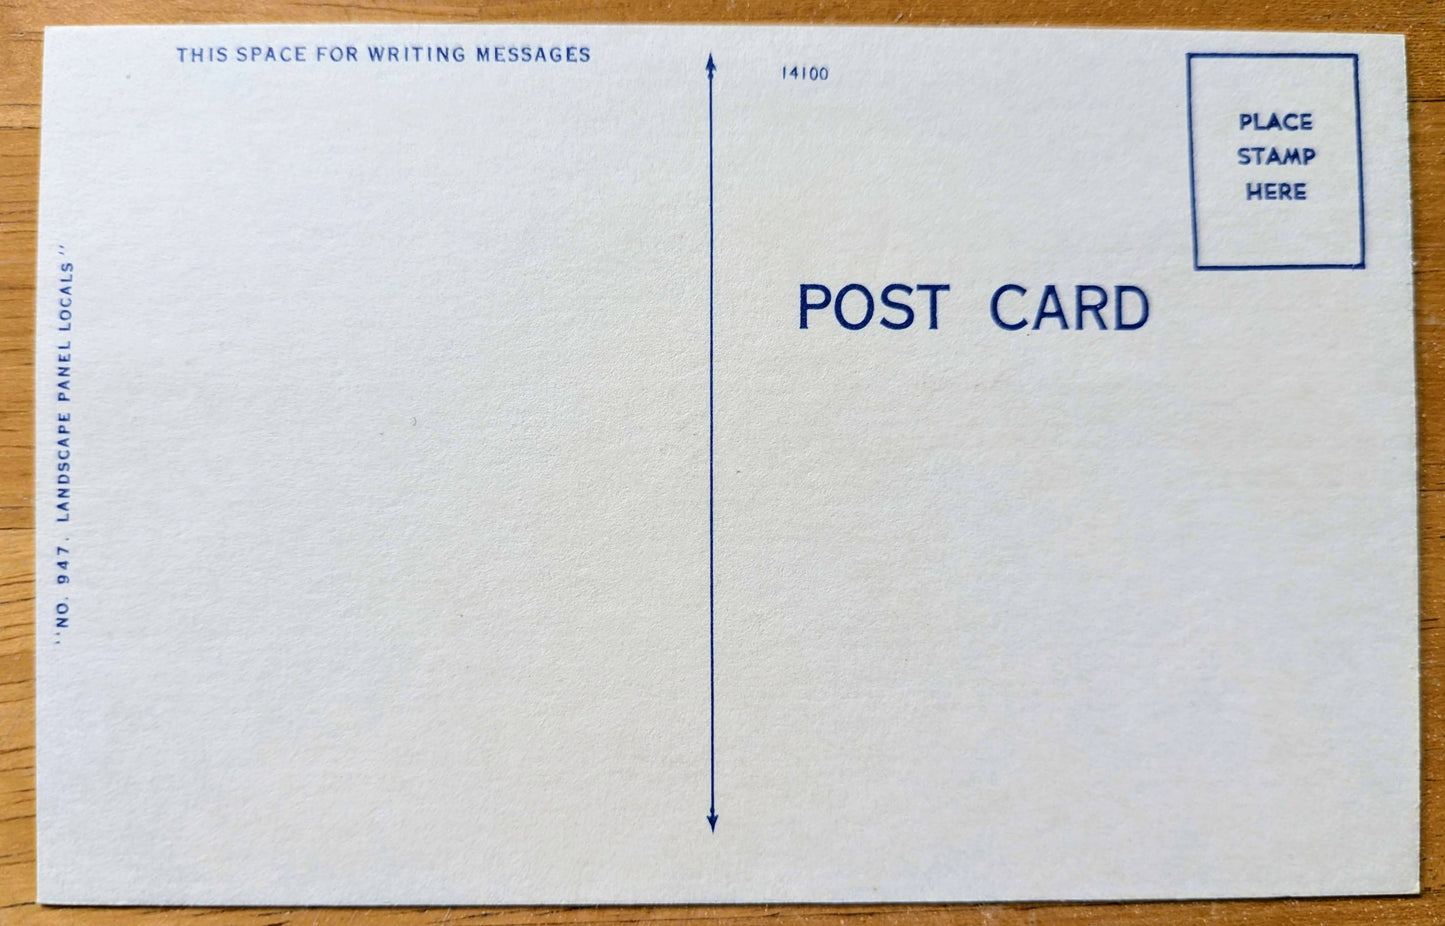 THIS SPACE FOR WRITING MESSAGES
14100
PLACE
STAMP
HERE
POST CARD
"NO. 947. LANDSCAPE PANEL LOCALS"